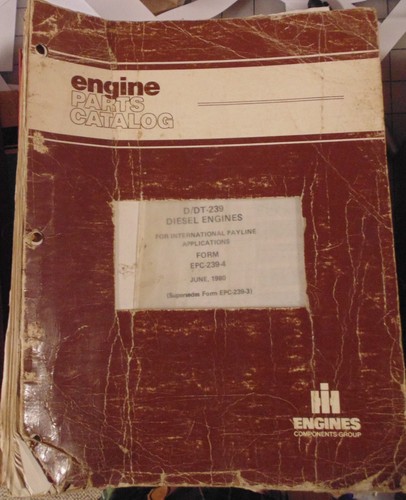 engine
PARTS
CATALOG
D/DT-239
DIESEL ENGINES
FOR INTERNATIONAL PAYLINE
APPLICATIONS
FORM
EPC-239-4
JUNE, 1980
(Supersedes Form EPC-239-3)
IH
ENGINES
COMPONENTS GROUP